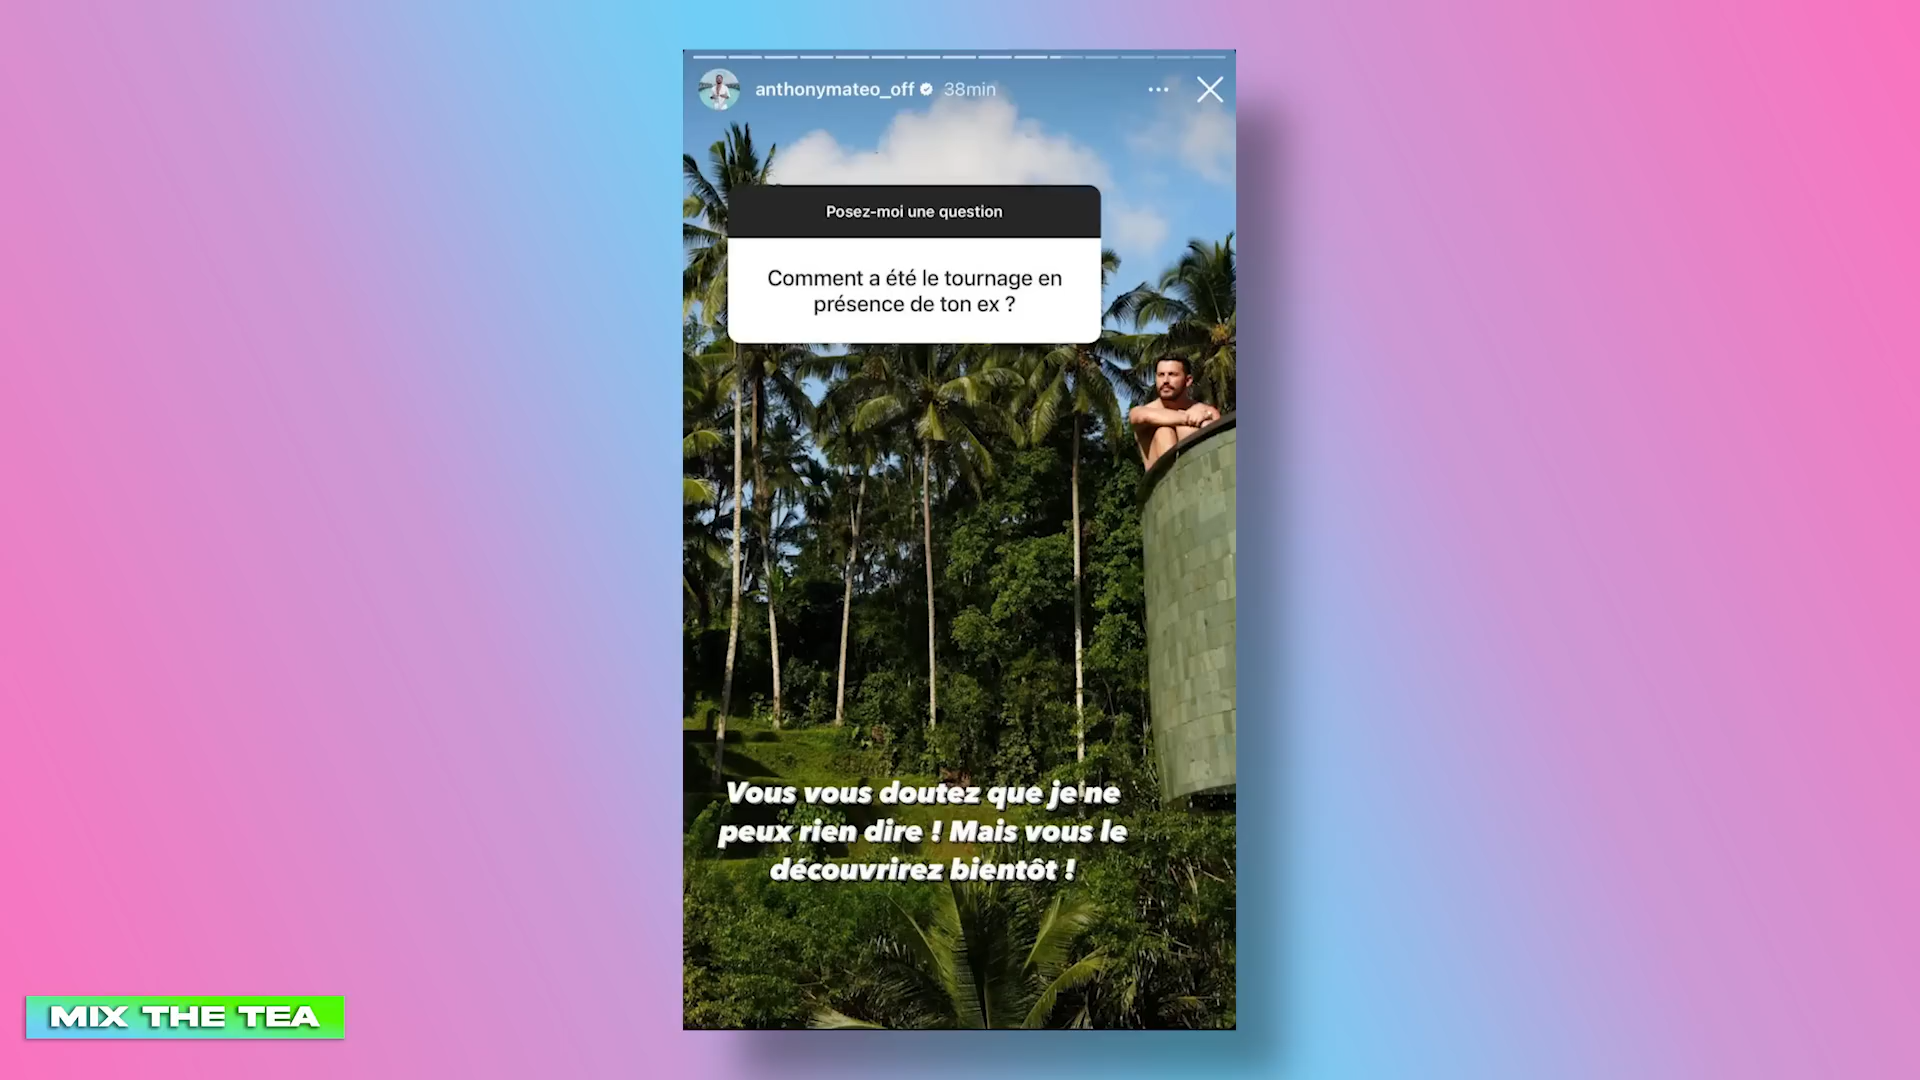 anthonymateo_off 38min
Posez-moi une question
Comment a été le tournage en
présence de ton ex ?
Vous vous doutez que je ne
peux rien dire ! Mais vous le
découvrirez bientôt !
MIX THE TEA